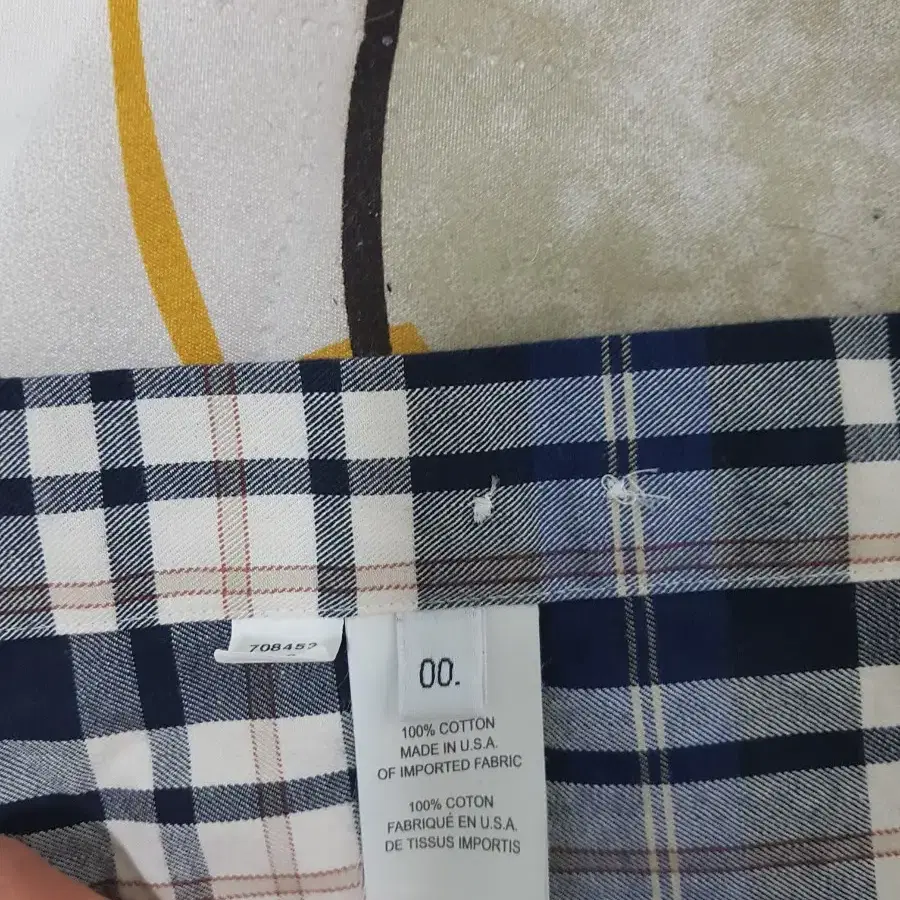 708452
00.
100% COTTON
MADE IN U.S.A.
OF IMPORTED FABRIC
100% COTON
FABRIQUÉ EN U.S.A.
DE TISSUS IMPORTIS